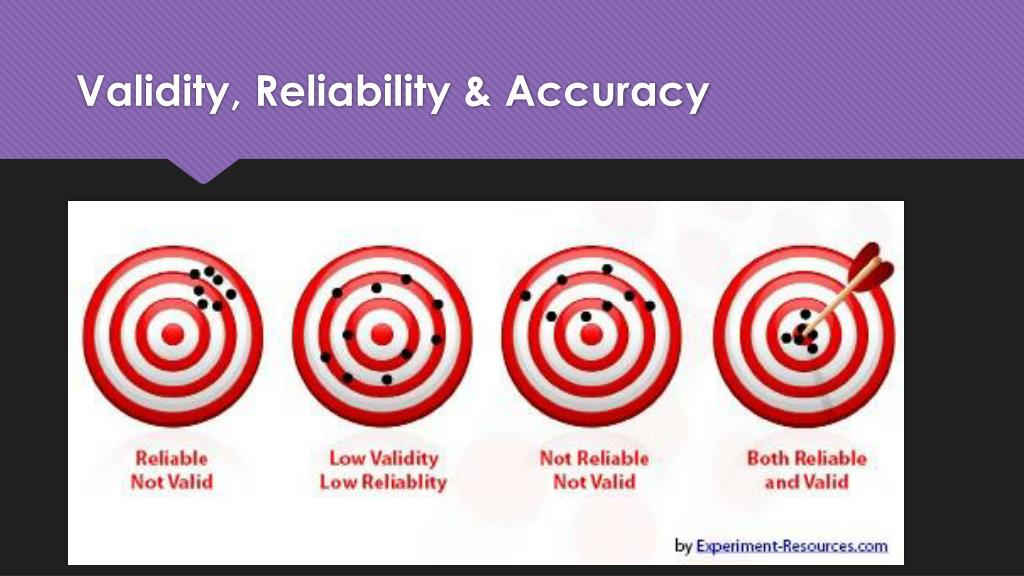 Validity, Reliability & Accuracy
Reliable
Not Valid
Low Validity
Low Reliablity
Not Reliable
Not Valid
Both Reliable
and Valid
by Experiment-Resources.com